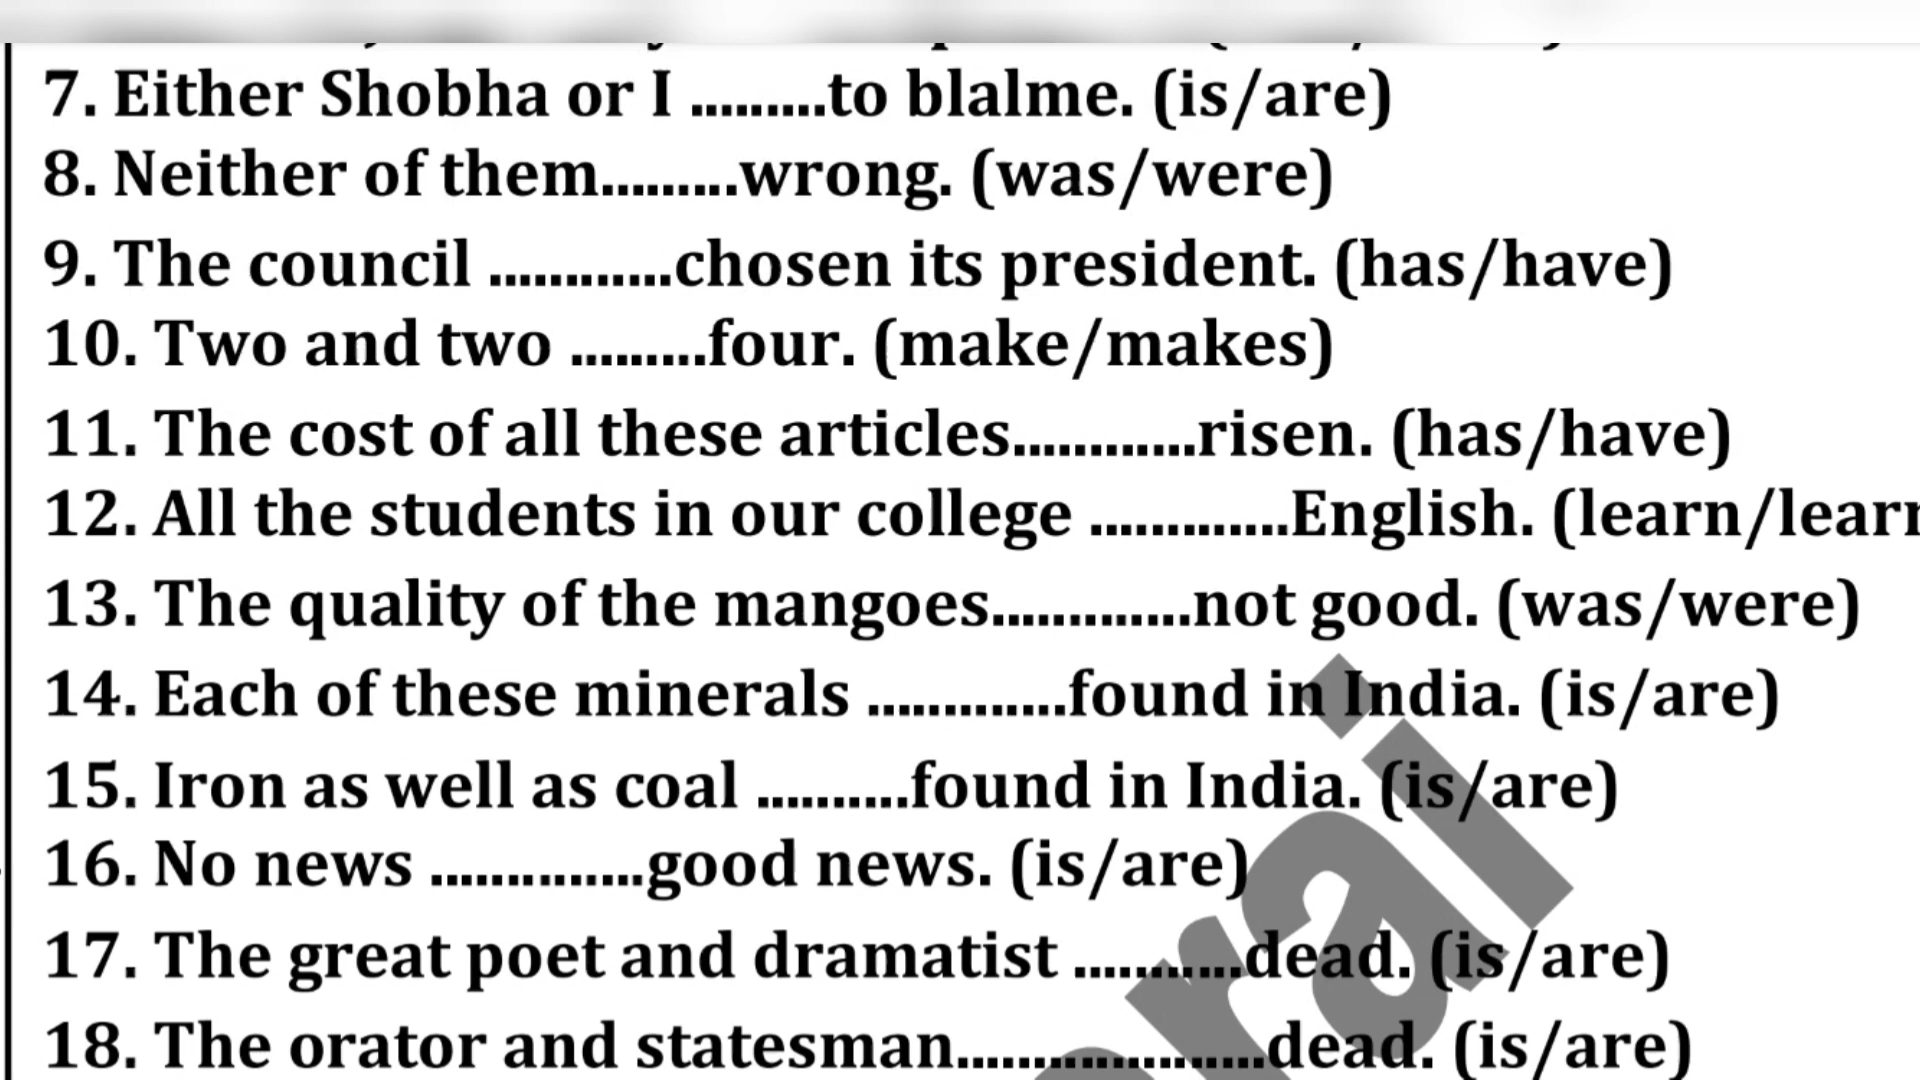 7. Either Shobha or I .........to blalme. (is/are)
8. Neither of them.........wrong. (was/were)
9. The council ............chosen its president. (has/have)
10. Two and two .........four. (make/makes)
11. The cost of all these articles............risen. (has/have)
12. All the students in our college .............English. (learn/lear
13. The quality of the mangoes.............not good. (was/were)
14. Each of these minerals .............found in India. (is/are)
15. Iron as well as coal ..........found in India. (is/are)
16. No news ..............good news. (is/are)
17. The great poet and dramatist ...........dead. (is/are)
18. The orator and statesman....................dead. (is/are)